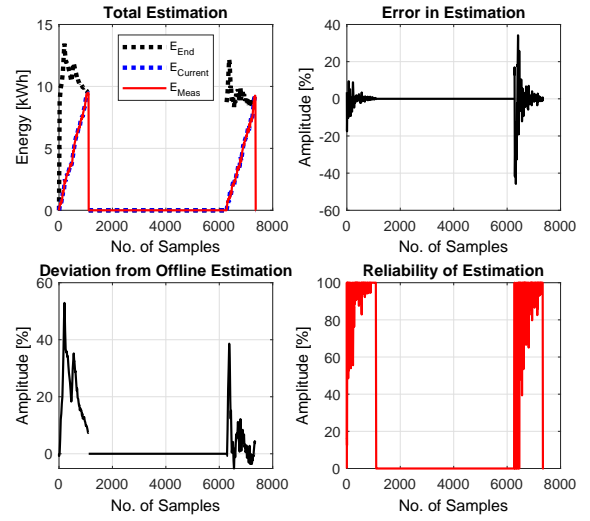 Total Estimation
15
10
5
0
Energy [kWh]
E_End
E_Current
E_Meas
0 2000 4000 6000 8000
No. of Samples
Error in Estimation
40
20
0
-20
-40
-60
Amplitude [%]
0 2000 4000 6000 8000
No. of Samples
Deviation from Offline Estimation
60
40
20
0
Amplitude [%]
0 2000 4000 6000 8000
No. of Samples
Reliability of Estimation
100
80
60
40
20
0
Amplitude [%]
0 2000 4000 6000 8000
No. of Samples